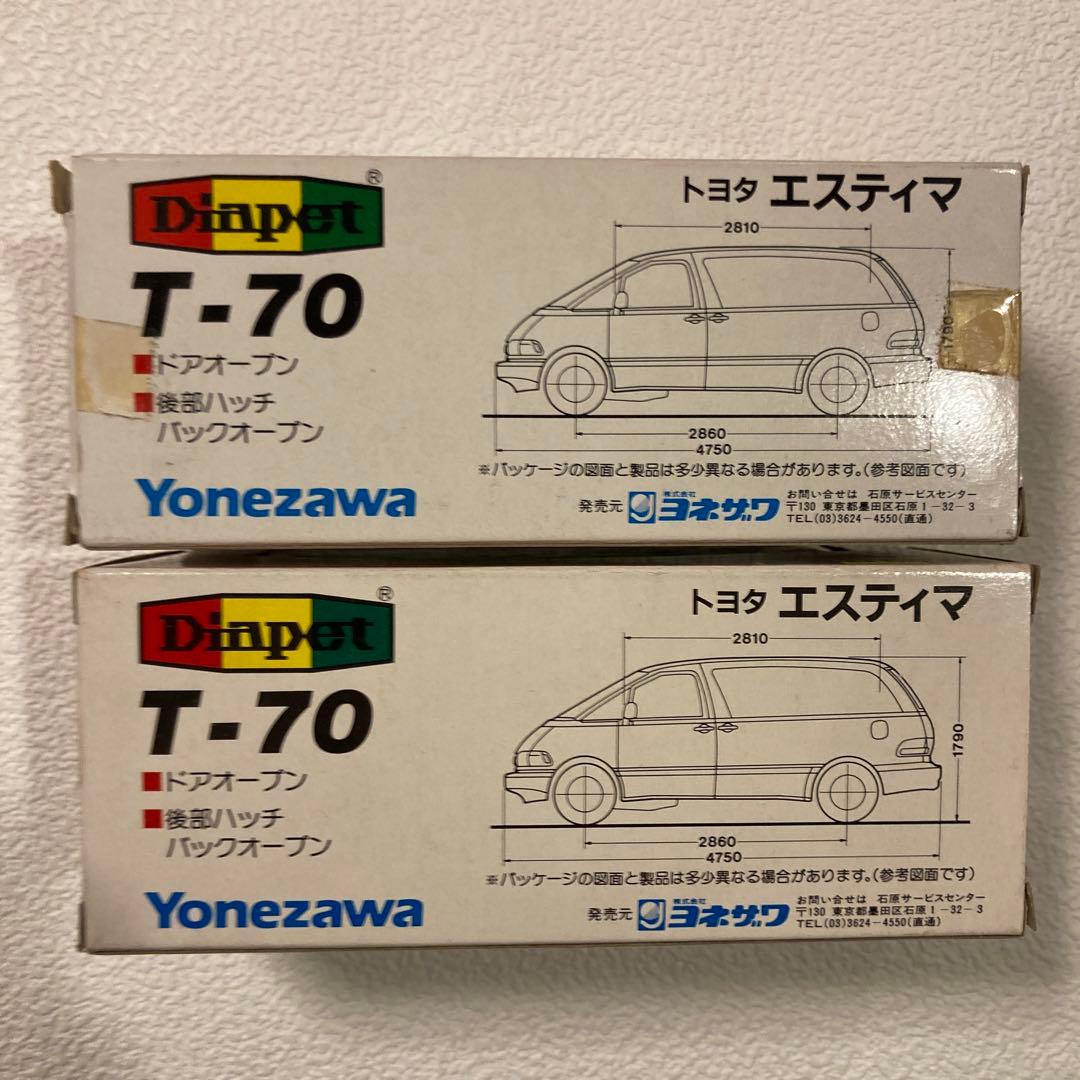 Diapet®
T-70
■ドアオープン
■後部ハッチ
バックオープン
Yonezawa
トヨタ エスティマ
2810
1790
2860
4750
※パッケージの図面と製品は多少異なる場合があります。(参考図面です)
発売元 株式会社 ヨネザワ
お問い合せは 石原サービスセンター
〒130 東京都墨田区石原1-32-3
TEL(03)3624-4550(直通)
Diapet®
T-70
■ドアオープン
■後部ハッチ
バックオープン
Yonezawa
トヨタ エスティマ
2810
1790
2860
4750
※パッケージの図面と製品は多少異なる場合があります。(参考図面です)
発売元 株式会社 ヨネザワ
お問い合せは 石原サービスセンター
〒130 東京都墨田区石原1-32-3
TEL(03)3624-4550(直通)